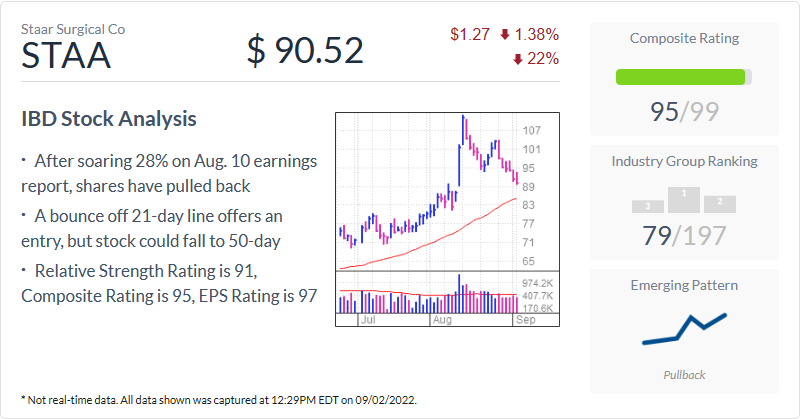 Staar Surgical Co
STAA
$ 90.52
$1.27 1.38%
22%
IBD Stock Analysis
· After soaring 28% on Aug. 10 earnings
report, shares have pulled back
· A bounce off 21-day line offers an
entry, but stock could fall to 50-day
· Relative Strength Rating is 91,
Composite Rating is 95, EPS Rating is 97
107
101
95
89
83
77
71
65
974.2K
407.7K
170.6K
Jul Aug Sep
Composite Rating
95/99
Industry Group Ranking
3 1 2
79/197
Emerging Pattern
Pullback
* Not real-time data. All data shown was captured at 12:29PM EDT on 09/02/2022.